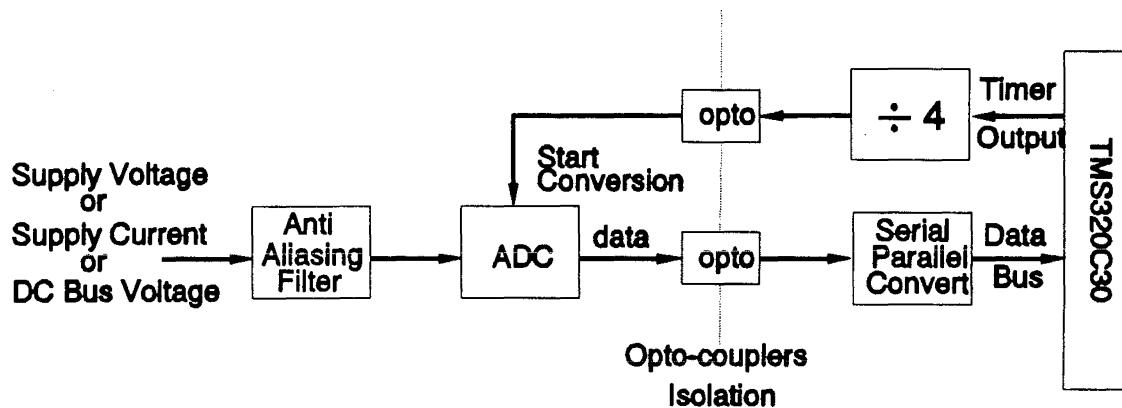 Supply Voltage
or
Supply Current
or
DC Bus Voltage
Anti
Aliasing
Filter
Start
Conversion
ADC
data
opto
opto
÷ 4
Timer
Output
Serial
Parallel
Convert
Data
Bus
TMS320C30
Opto-couplers
Isolation